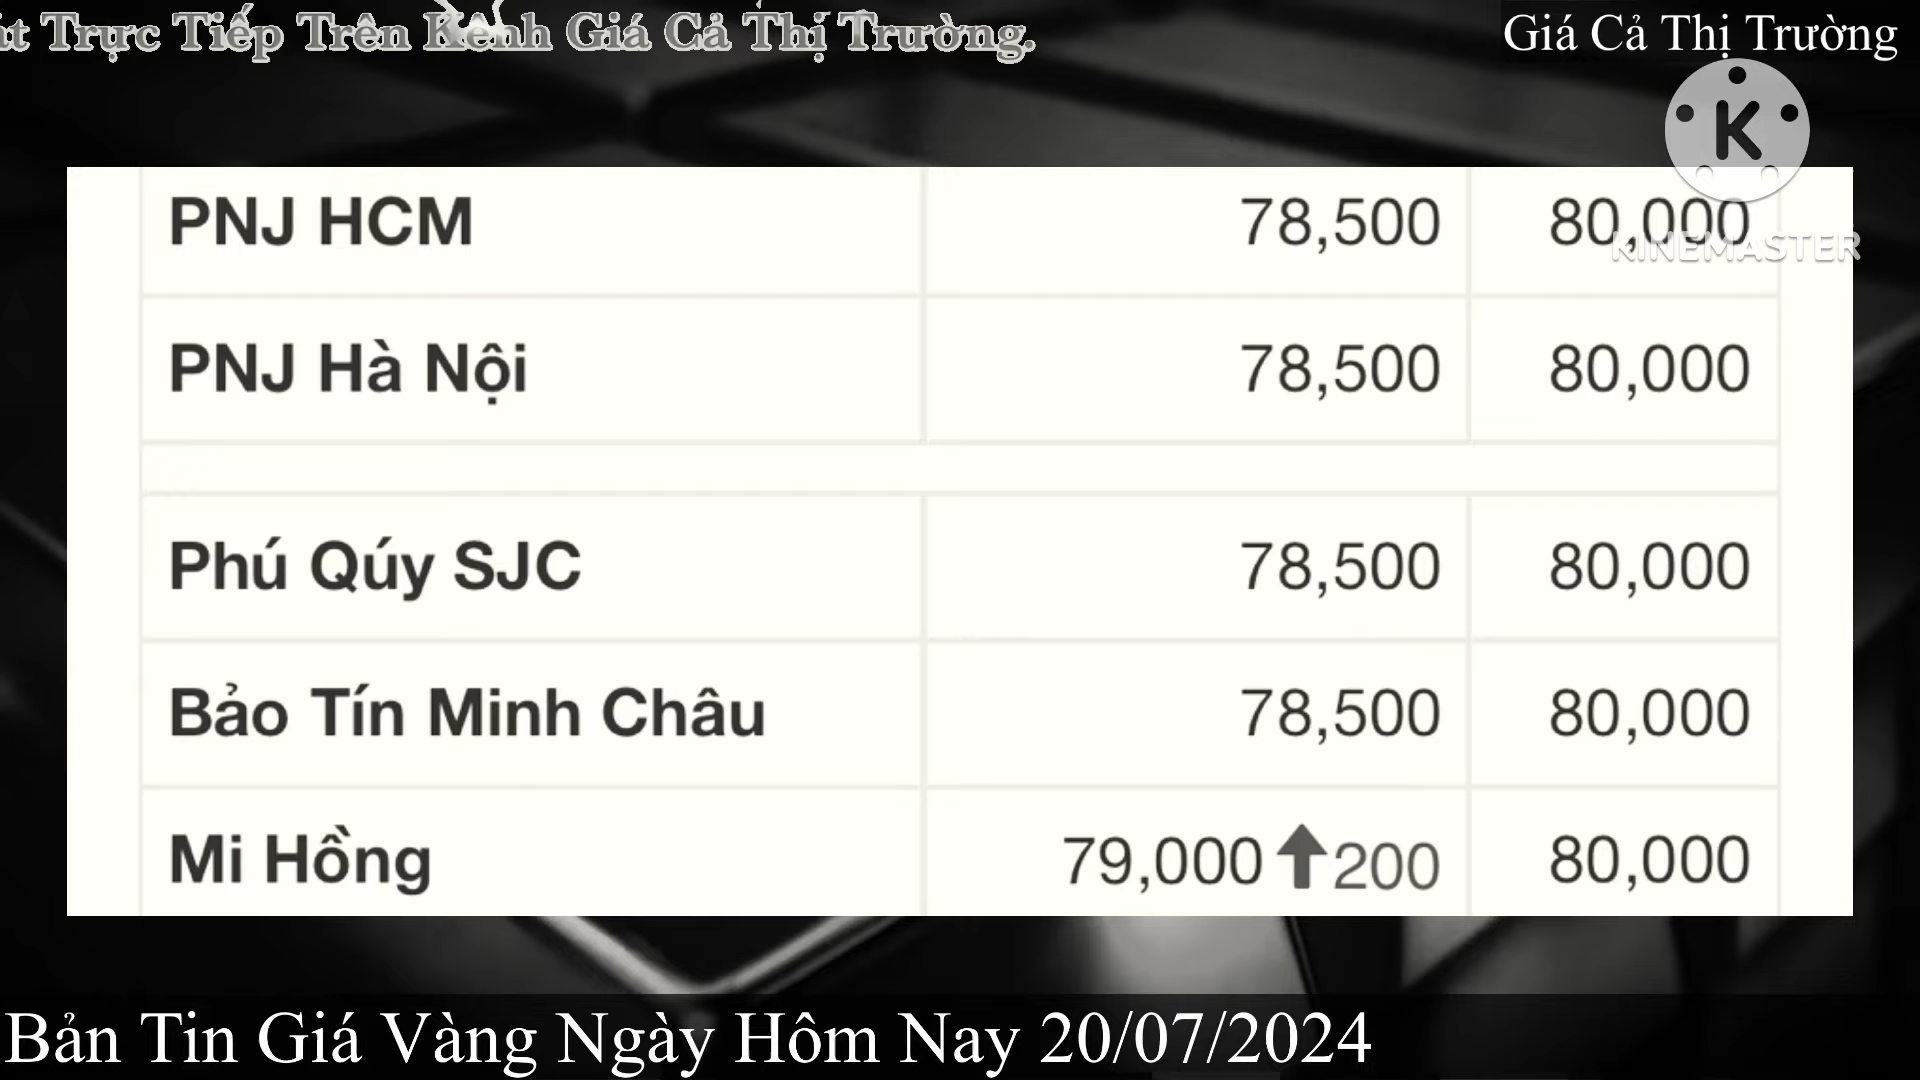 Trực Tiếp Trên Kênh Giá Cả Thị Trường.
Giá Cả Thị Trường
K
KINEMASTER
PNJ HCM 78,500 80,000
PNJ Hà Nội 78,500 80,000
Phú Qúy SJC 78,500 80,000
Bảo Tín Minh Châu 78,500 80,000
Mi Hồng 79,000 200 80,000
Bản Tin Giá Vàng Ngày Hôm Nay 20/07/2024